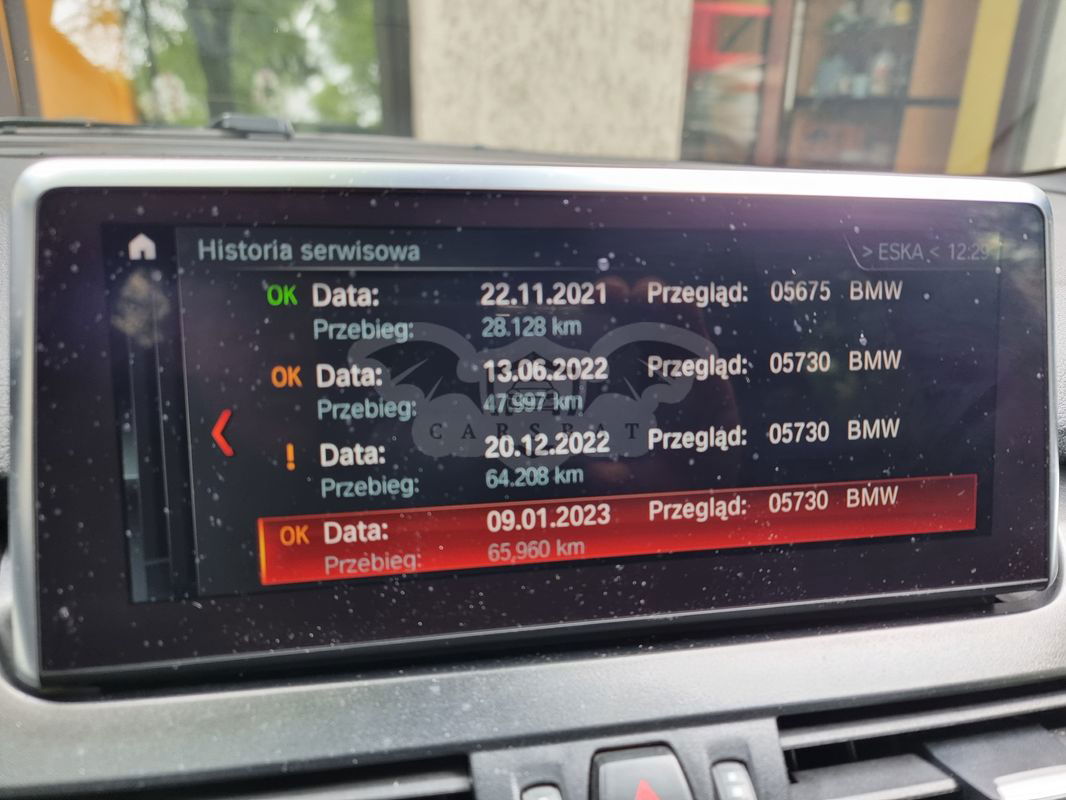 Historia serwisowa > ESKA < 12:29
OK Data: 22.11.2021 Przegląd: 05675 BMW
Przebieg: 28.128 km
OK Data: 13.06.2022 Przegląd: 05730 BMW
Przebieg: 47.997 km
CARSBAT
! Data: 20.12.2022 Przegląd: 05730 BMW
Przebieg: 64.208 km
OK Data: 09.01.2023 Przegląd: 05730 BMW
Przebieg: 65.960 km